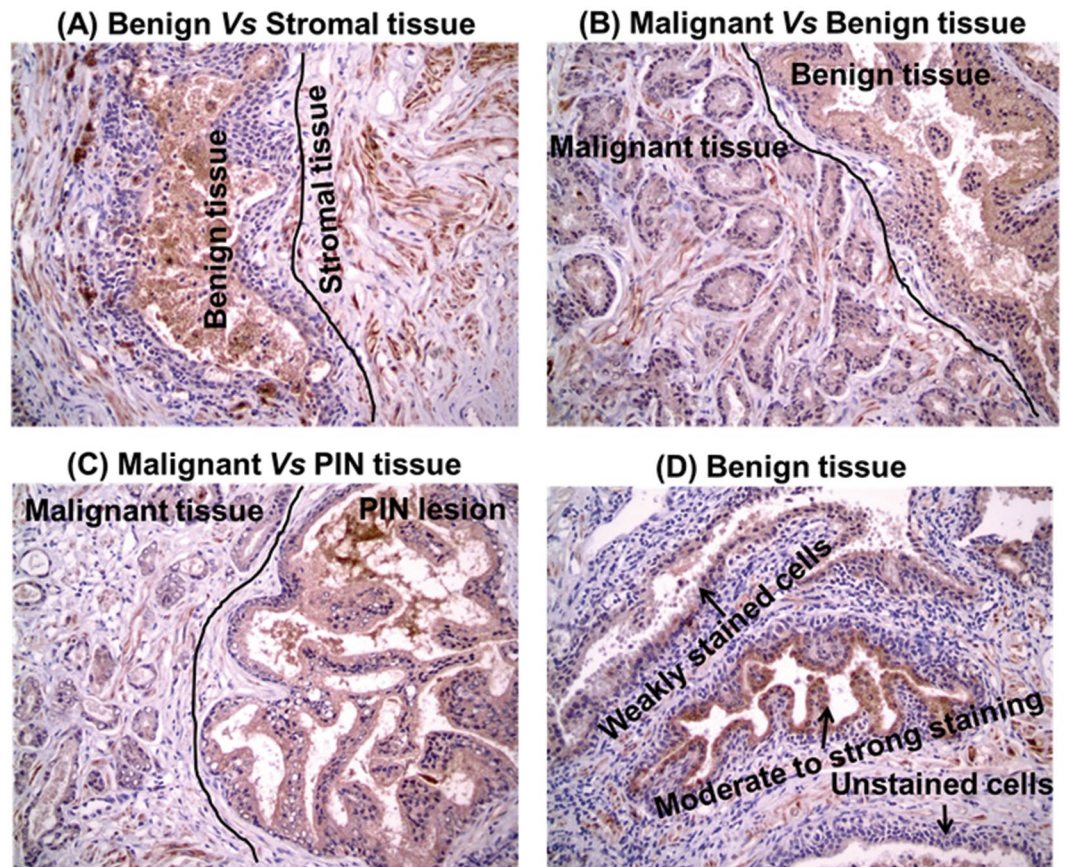 (A) Benign Vs Stromal tissue
Benign tissue
Stromal tissue
(B) Malignant Vs Benign tissue
Benign tissue
Malignant tissue
(C) Malignant Vs PIN tissue
Malignant tissue
PIN lesion
(D) Benign tissue
Weakly stained cells
Moderate to strong staining
Unstained cells